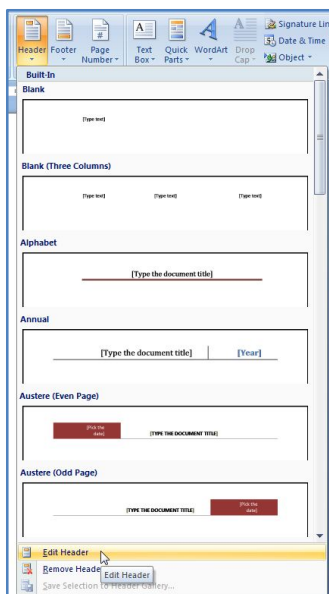 Header Footer Page Number Text Box Quick Parts WordArt Drop Cap
Signature Lin
Date & Time
Object
Built-In
Blank
[Type text]
Blank (Three Columns)
[Type text] [Type text] [Type text]
Alphabet
[Type the document title]
Annual
[Type the document title] [Year]
Austere (Even Page)
[Pick the date] [TYPE THE DOCUMENT TITLE]
Austere (Odd Page)
[TYPE THE DOCUMENT TITLE] [Pick the date]
Edit Header
Remove Heade
Edit Header
Save Selection to Header Gallery...